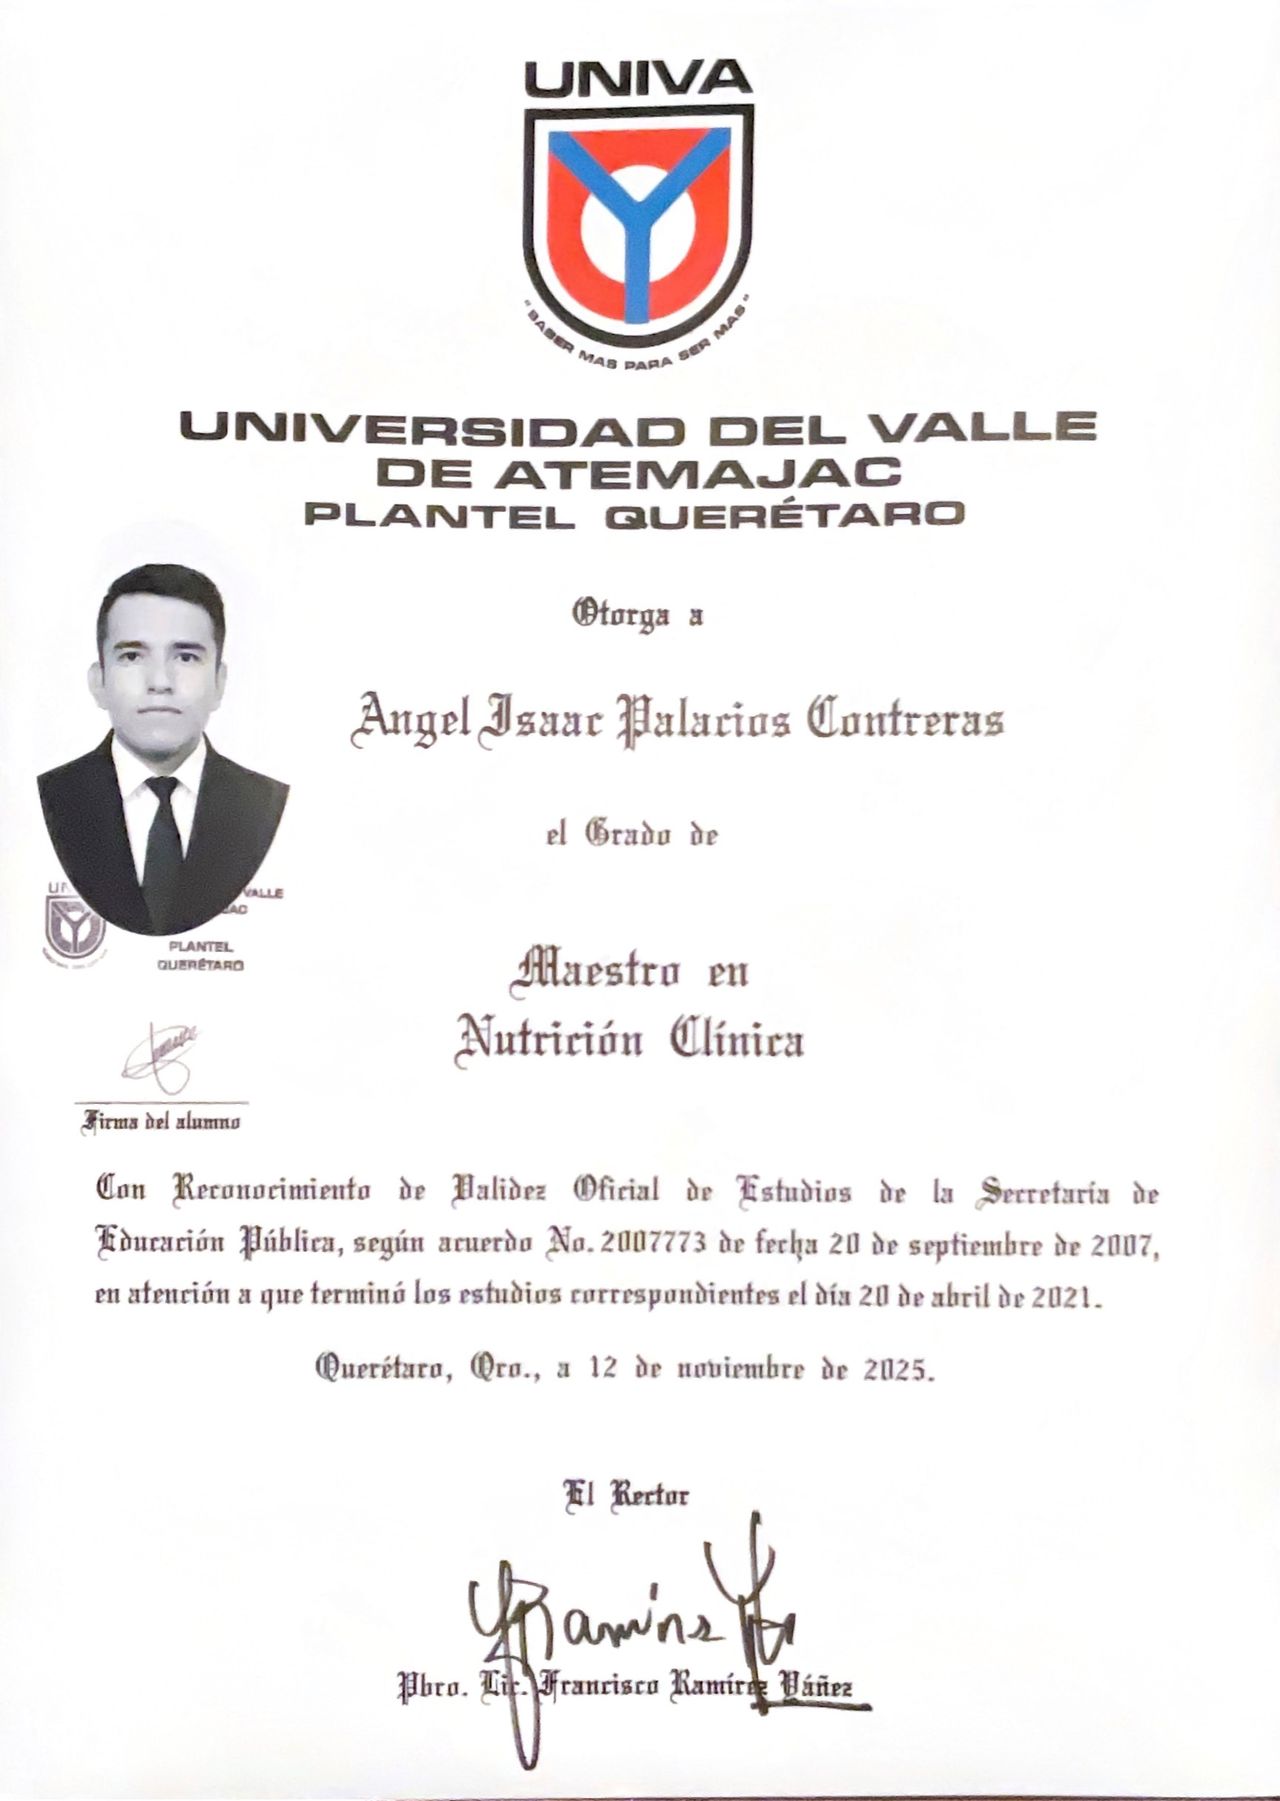 UNIVA
"SABER MAS PARA SER MAS"
UNIVERSIDAD DEL VALLE
DE ATEMAJAC
PLANTEL QUERÉTARO
Otorga a
Angel Isaac Palacios Contreras
el Grado de
Maestro en
Nutrición Clínica
VALLE
PLANTEL
QUERÉTARO
Firma del alumno
Con Reconocimiento de Validez Oficial de Estudios de la Secretaría de
Educación Pública, según acuerdo No. 2007773 de fecha 20 de septiembre de 2007,
en atención a que terminó los estudios correspondientes el día 20 de abril de 2021.
Querétaro, Qro., a 12 de noviembre de 2025.
El Rector
Pbro. Lic. Francisco Ramírez Yáñez